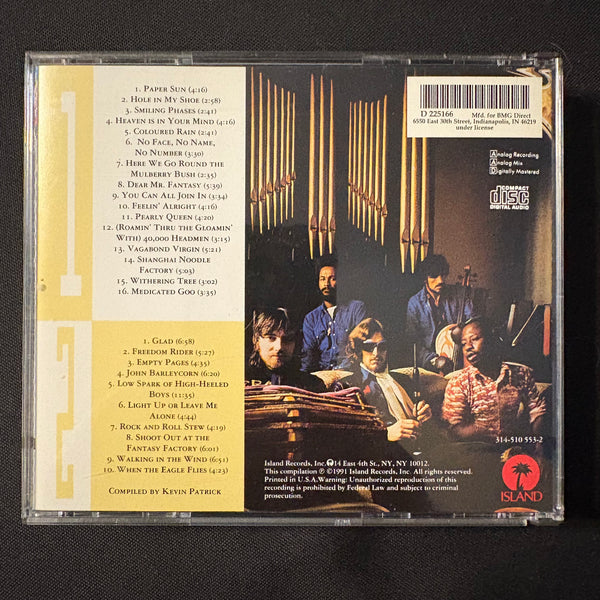 1. Paper Sun (4:16)
2. Hole in My Shoe (2:58)
3. Smiling Phases (2:41)
4. Heaven is in Your Mind (4:16)
5. Coloured Rain (2:41)
6. No Face, No Name,
No Number (3:30)
7. Here We Go Round the
Mulberry Bush (2:41)
8. Dear Mr. Fantasy (5:39)
9. You Can All Join In (3:34)
10. Feelin' Alright (4:16)
11. Pearly Queen (4:20)
12. (Roamin' Thru the Gloamin'
With) 40,000 Headmen (3:15)
13. Vagabond Virgin (5:21)
14. Shanghai Noodle
Factory (5:03)
15. Withering Tree (3:02)
16. Medicated Goo (3:35)
1. Glad (6:58)
2. Freedom Rider (5:27)
3. Empty Pages (4:40)
4. John Barleycorn (6:20)
5. Low Spark of High-Heeled
Boys (11:35)
6. Light Up or Leave Me
Alone (4:44)
7. Rock and Roll Stew (4:19)
8. Shoot Out at the
Fantasy Factory (6:01)
9. Walking in the Wind (6:51)
10. When the Eagle Flies (4:23)
Compiled by Kevin Patrick
D 225166 Mfd. for BMG Direct
6550 East 30th Street, Indianapolis, IN 46219
under license
A Analog Recording
A Analog Mix
D Digitally Mastered
COMPACT
disc
DIGITAL AUDIO
314-510 553-2
Island Records, Inc. 14 East 4th St., NY, NY 10012.
This compilation ℗©1991 Island Records, Inc. All rights reserved.
Printed in U.S.A. Warning: Unauthorized reproduction of this
recording is prohibited by Federal Law and subject to criminal
prosecution.
ISLAND